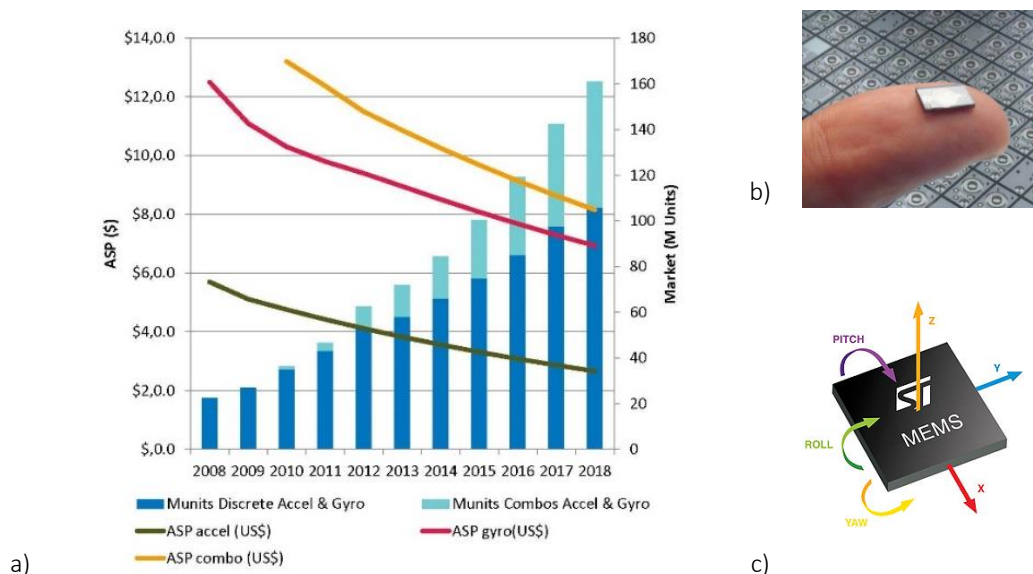 $14,0.0
$12,0.0
$10,0.0
$8,0.0
$6,0.0
$4,0.0
$2,0.0
$,0.0
ASP ($)
180
160
140
120
100
80
60
40
20
0
Market (M Units)
2008 2009 2010 2011 2012 2013 2014 2015 2016 2017 2018
Munits Discrete Accel & Gyro Munits Combos Accel & Gyro
ASP accel (US$) ASP gyro(US$)
ASP combo (US$)
a)
b)
Z
PITCH
Y
ST
MEMS
ROLL
X
YAW
c)